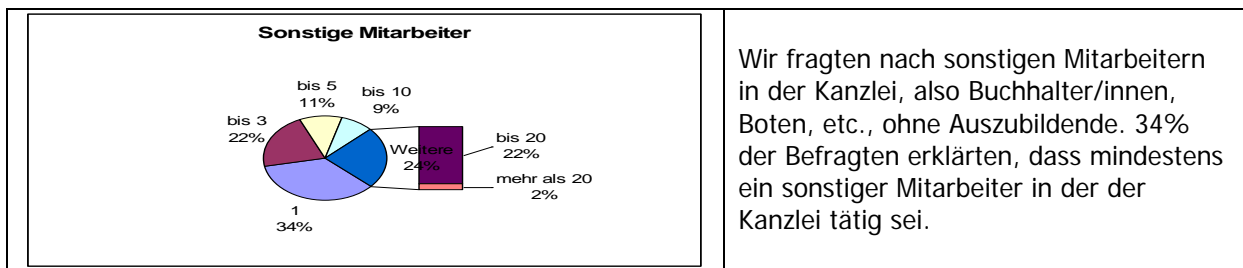 Sonstige Mitarbeiter
bis 5
11%
bis 10
9%
bis 3
22%
Weitere
24%
bis 20
22%
mehr als 20
2%
1
34%
Wir fragten nach sonstigen Mitarbeitern
in der Kanzlei, also Buchhalter/innen,
Boten, etc., ohne Auszubildende. 34%
der Befragten erklärten, dass mindestens
ein sonstiger Mitarbeiter in der der
Kanzlei tätig sei.